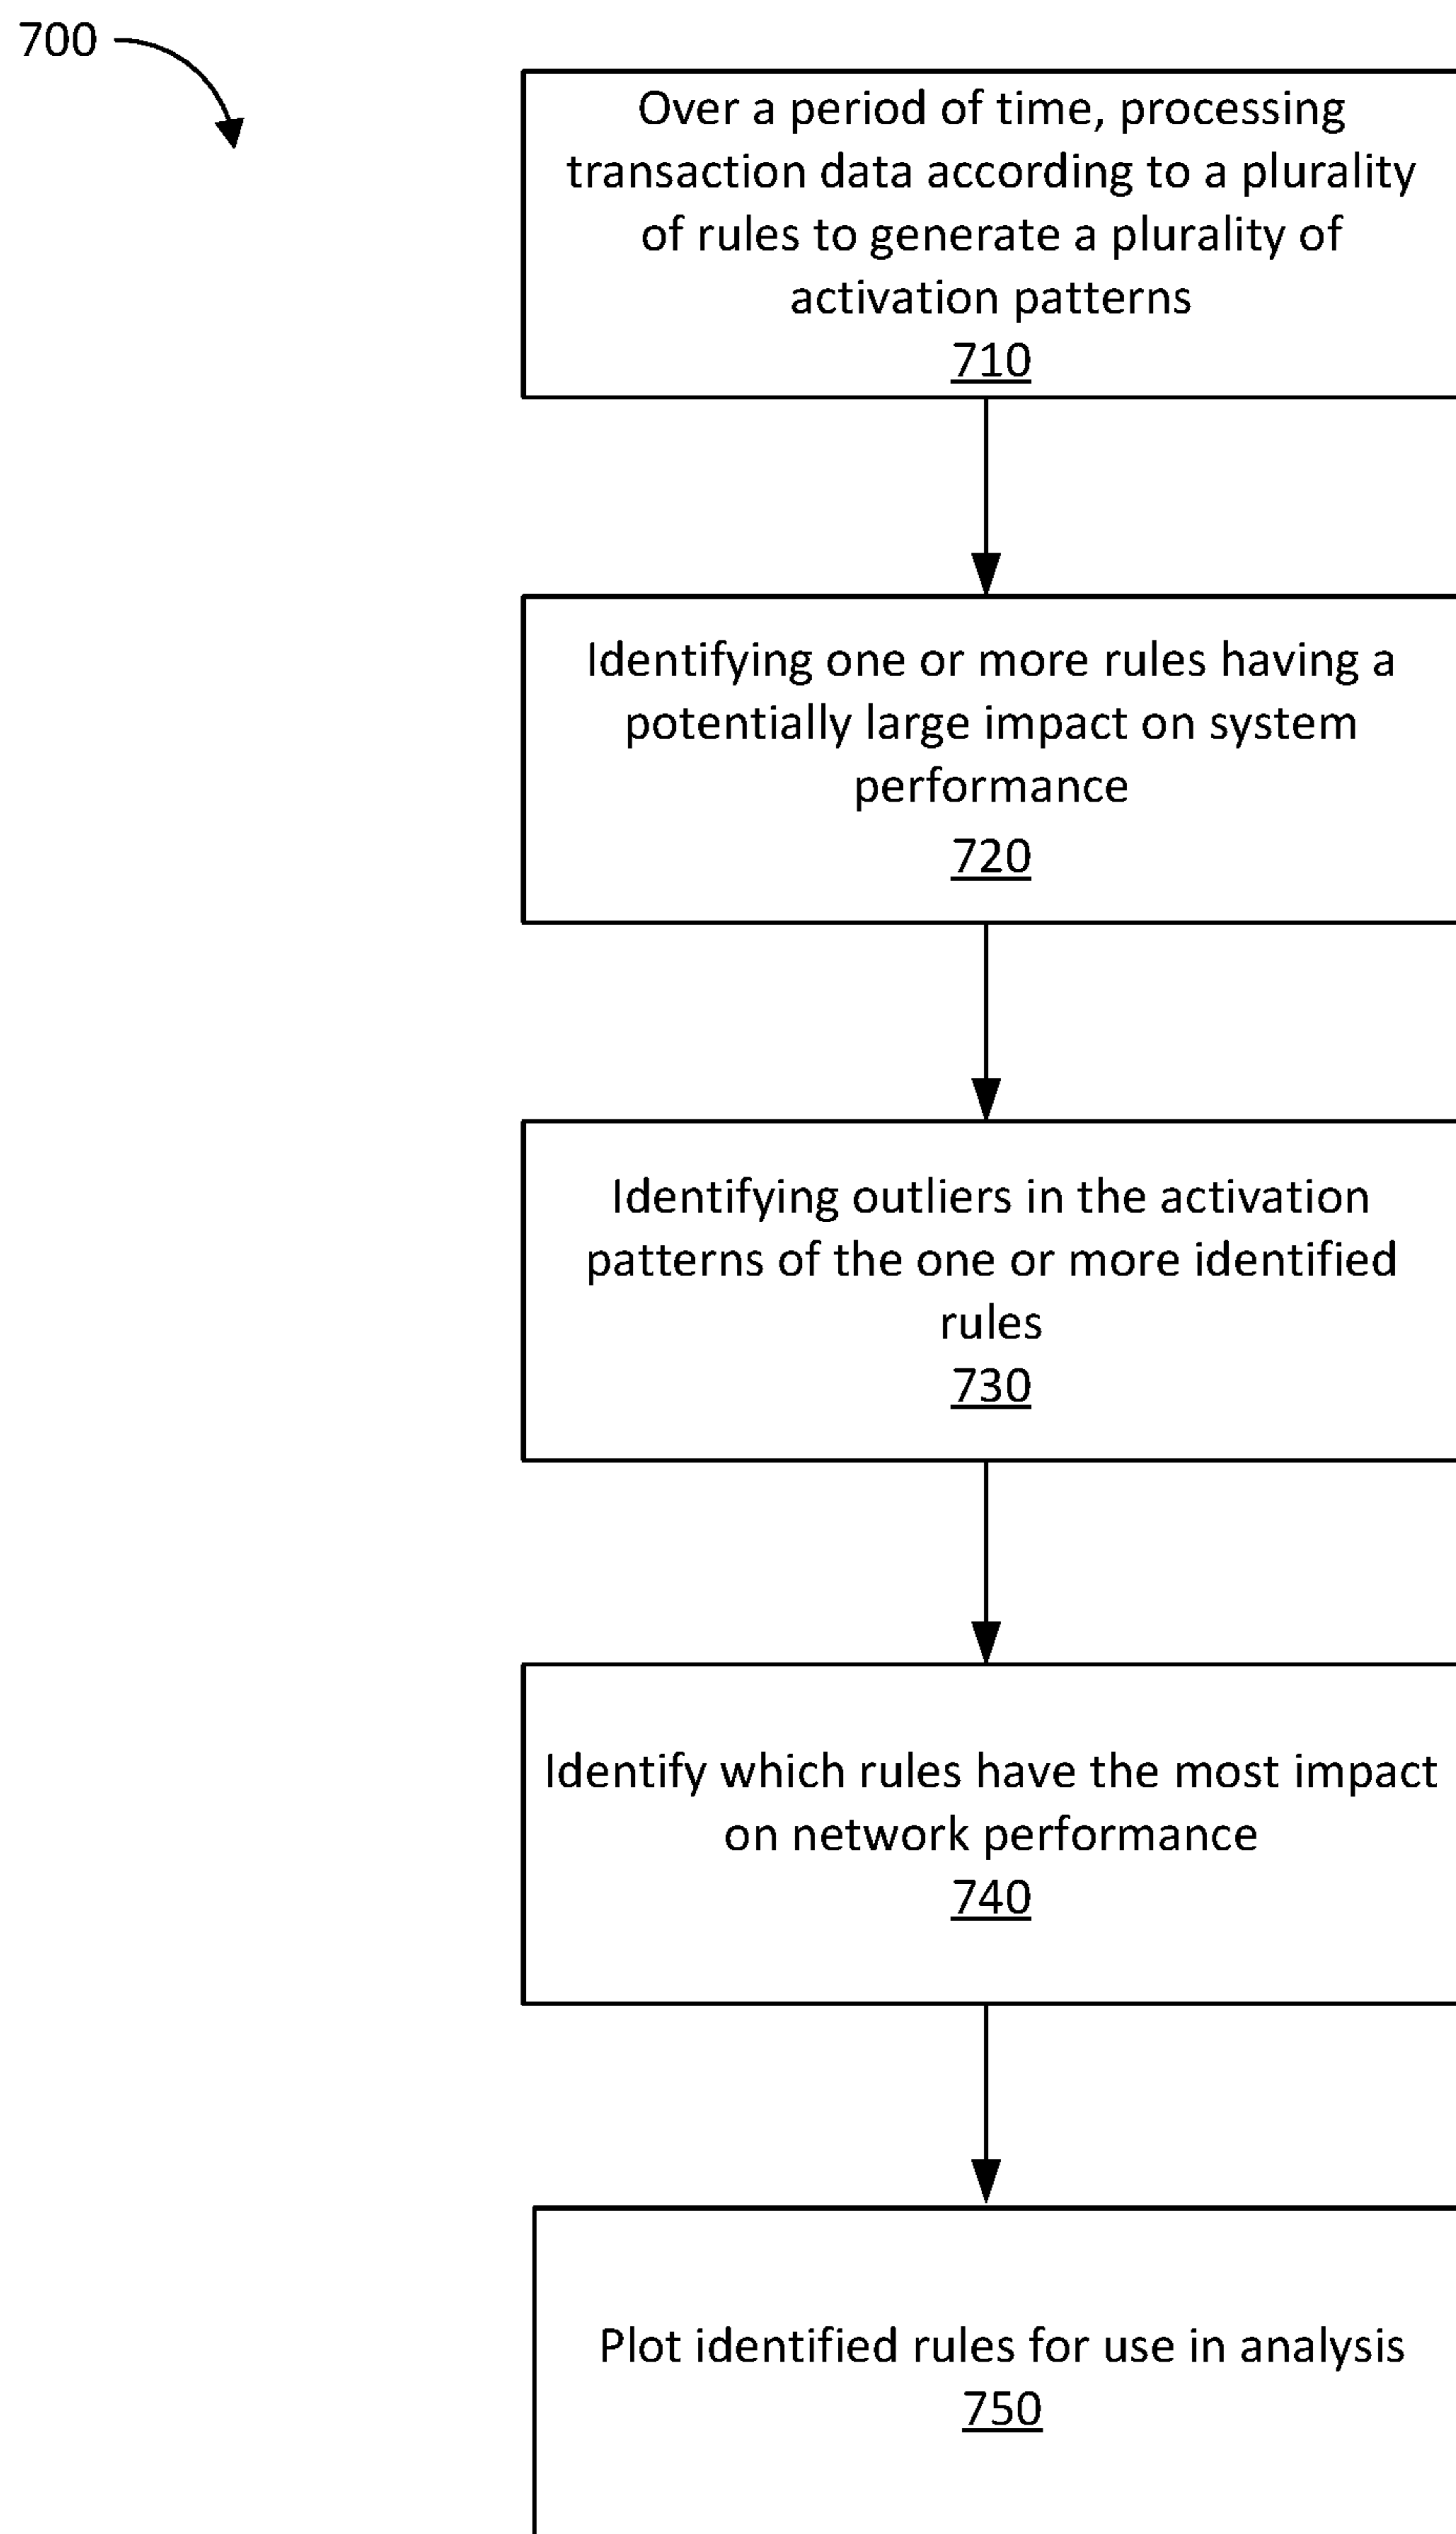 700
Over a period of time, processing
transaction data according to a plurality
of rules to generate a plurality of
activation patterns
710
Identifying one or more rules having a
potentially large impact on system
performance
720
Identifying outliers in the activation
patterns of the one or more identified
rules
730
Identify which rules have the most impact
on network performance
740
Plot identified rules for use in analysis
750